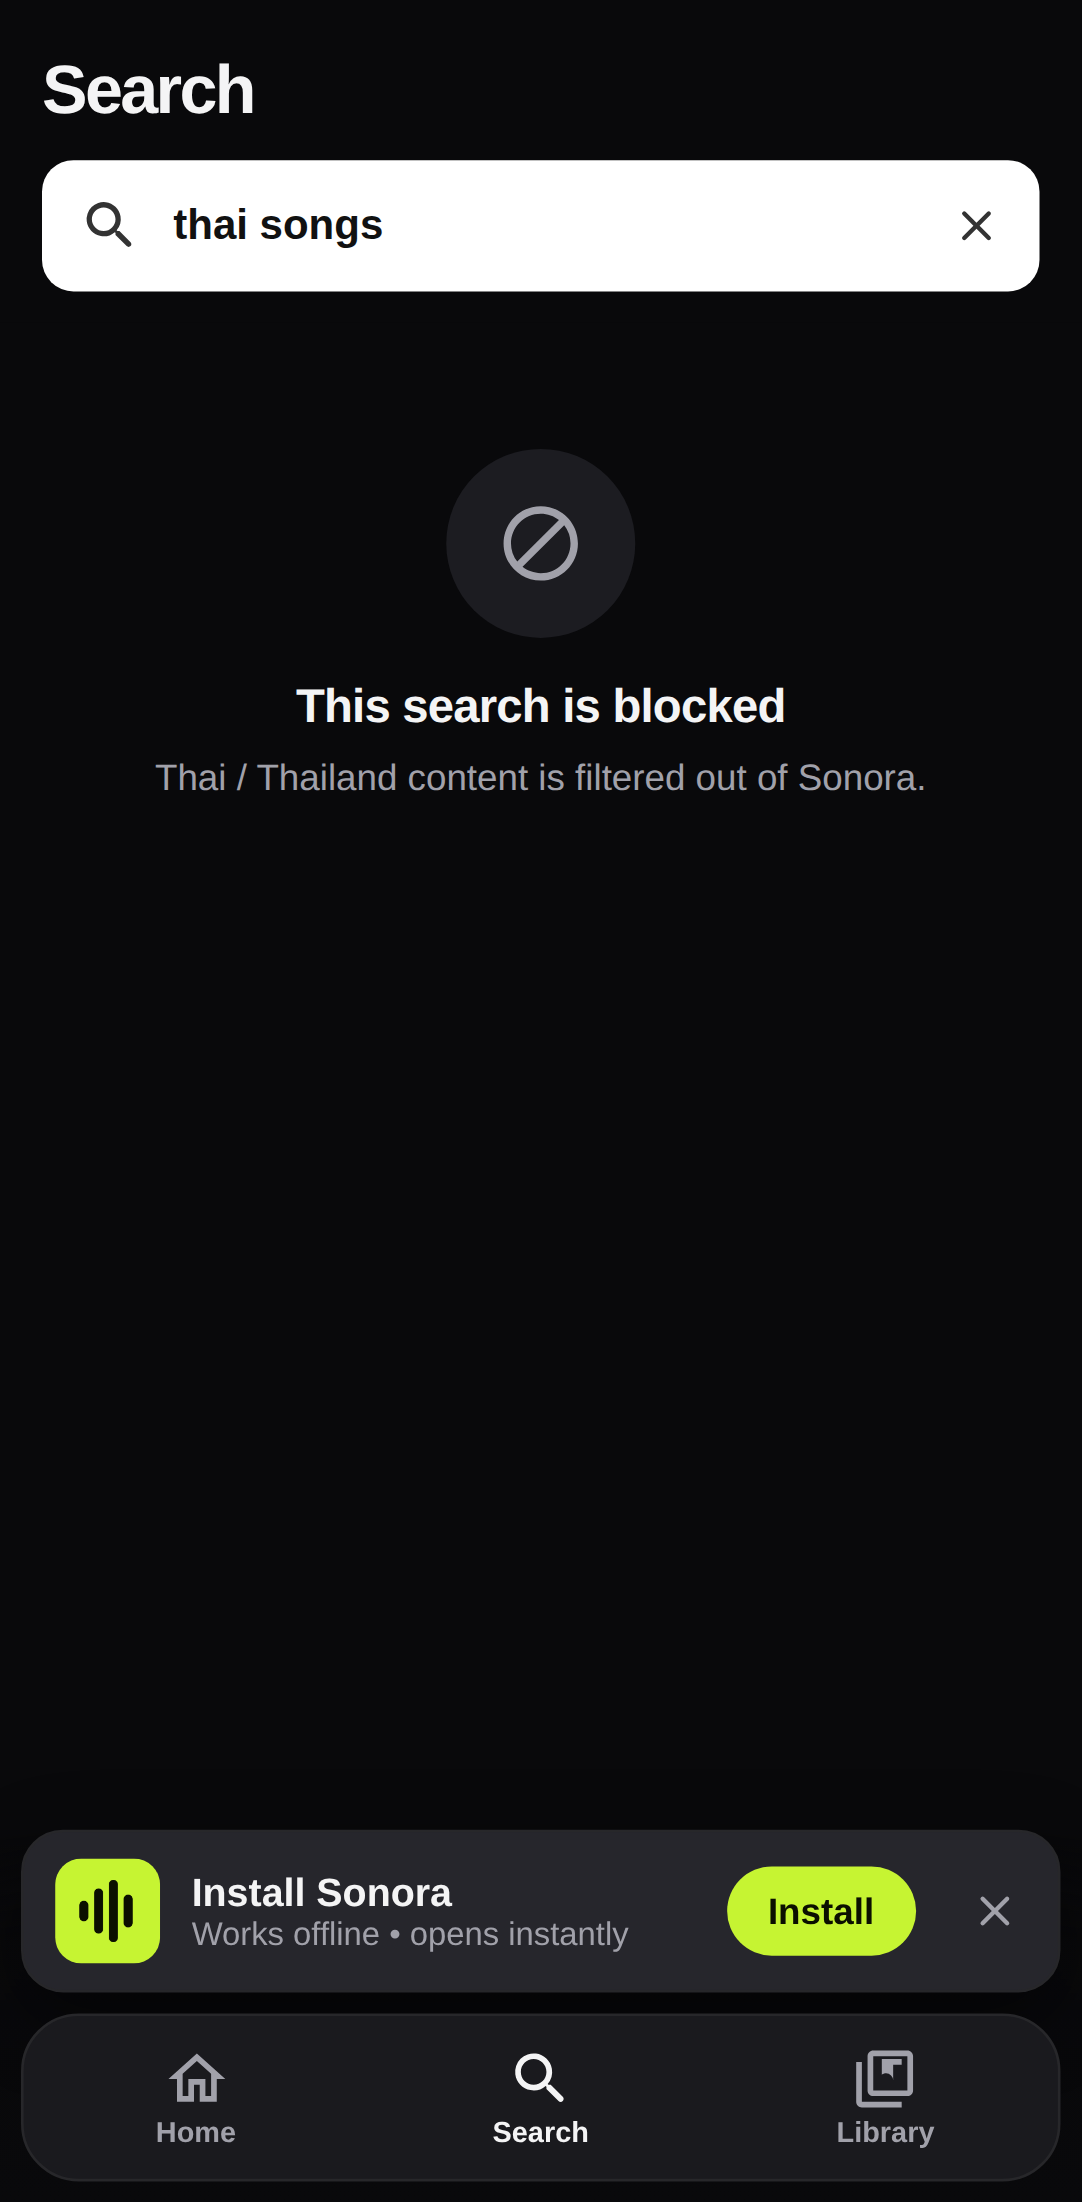 Search
thai songs
This search is blocked
Thai / Thailand content is filtered out of Sonora.
Install Sonora
Works offline • opens instantly
Install
Home
Search
Library